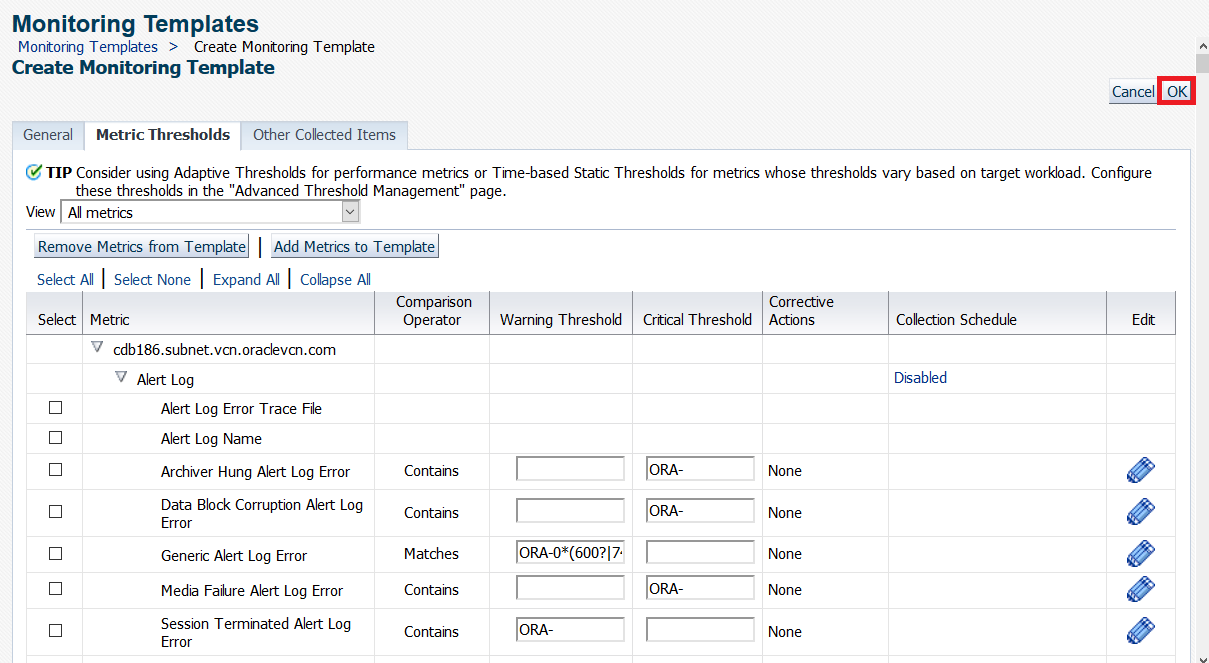 Monitoring Templates
Monitoring Templates > Create Monitoring Template
Create Monitoring Template
Cancel OK
General Metric Thresholds Other Collected Items
TIP Consider using Adaptive Thresholds for performance metrics or Time-based Static Thresholds for metrics whose thresholds vary based on target workload. Configure
these thresholds in the "Advanced Threshold Management" page.
View All metrics
Remove Metrics from Template | Add Metrics to Template
Select All | Select None | Expand All | Collapse All
Select Metric Comparison Operator Warning Threshold Critical Threshold Corrective Actions Collection Schedule Edit
cdb186.subnet.vcn.oraclevcn.com
Alert Log Disabled
Alert Log Error Trace File
Alert Log Name
Archiver Hung Alert Log Error Contains ORA- None
Data Block Corruption Alert Log Error Contains ORA- None
Generic Alert Log Error Matches ORA-0*(600?|7 None
Media Failure Alert Log Error Contains ORA- None
Session Terminated Alert Log Error Contains ORA- None